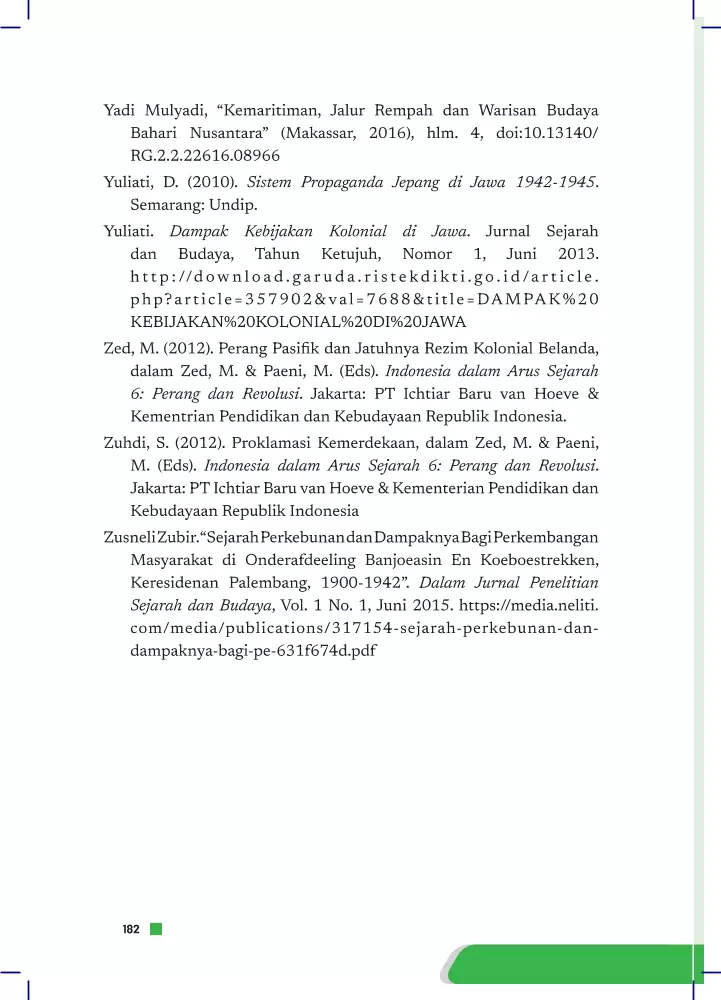 Yadi Mulyadi, “Kemaritiman, Jalur Rempah dan Warisan Budaya
Bahari Nusantara” (Makassar, 2016), hlm. 4, doi:10.13140/
RG.2.2.22616.08966
Yuliati, D. (2010). Sistem Propaganda Jepang di Jawa 1942-1945.
Semarang: Undip.
Yuliati. Dampak Kebijakan Kolonial di Jawa. Jurnal Sejarah
dan Budaya, Tahun Ketujuh, Nomor 1, Juni 2013.
http://download.garuda.ristekdikti.go.id/article.
php?article=357902&val=7688&title=DAMPAK%20
KEBIJAKAN%20KOLONIAL%20DI%20JAWA
Zed, M. (2012). Perang Pasifik dan Jatuhnya Rezim Kolonial Belanda,
dalam Zed, M. & Paeni, M. (Eds). Indonesia dalam Arus Sejarah
6: Perang dan Revolusi. Jakarta: PT Ichtiar Baru van Hoeve &
Kementrian Pendidikan dan Kebudayaan Republik Indonesia.
Zuhdi, S. (2012). Proklamasi Kemerdekaan, dalam Zed, M. & Paeni,
M. (Eds). Indonesia dalam Arus Sejarah 6: Perang dan Revolusi.
Jakarta: PT Ichtiar Baru van Hoeve & Kementerian Pendidikan dan
Kebudayaan Republik Indonesia
Zusneli Zubir. “Sejarah Perkebunan dan Dampaknya Bagi Perkembangan
Masyarakat di Onderafdeeling Banjoeasin En Koeboestrekken,
Keresidenan Palembang, 1900-1942”. Dalam Jurnal Penelitian
Sejarah dan Budaya, Vol. 1 No. 1, Juni 2015. https://media.neliti.
com/media/publications/317154-sejarah-perkebunan-dan-
dampaknya-bagi-pe-631f674d.pdf
182